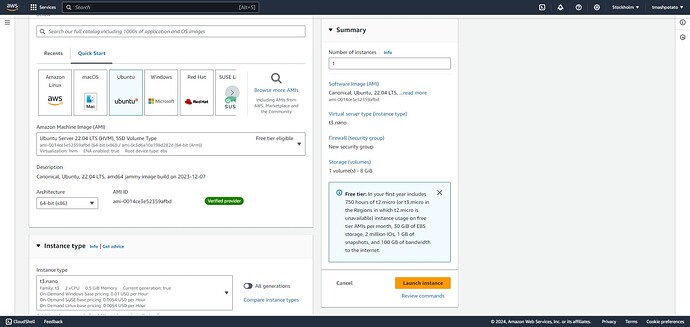 aws
Services
Search
[Alt+S]
Stockholm
tmashpotato
Search our full catalog including 1000s of application and OS images
Recents
Quick Start
Amazon Linux
aws
macOS
Mac
Ubuntu
ubuntu
Windows
Microsoft
Red Hat
Red Hat
SUSE Li
Browse more AMIs
Including AMIs from AWS, Marketplace and the Community
Amazon Machine Image (AMI)
Ubuntu Server 22.04 LTS (HVM), SSD Volume Type
Free tier eligible
Virtualization: hvm ENA enabled: true Root device type: ebs
Description
Canonical, Ubuntu, 22.04 LTS, amd64 jammy image build on 2023-12-07
Architecture
AMI ID
64-bit (x86)
ami-0014ce3e52359afbd
Verified provider
Instance type
Info | Get advice
Instance type
t3.nano
Family: t3 2 vCPU 0.5 GiB Memory Current generation: true
On-Demand Windows base pricing: 0.01 USD per Hour
On-Demand SUSE base pricing: 0.0054 USD per Hour
On-Demand Linux base pricing: 0.0054 USD per Hour
All generations
Compare instance types
Summary
Number of instances
Info
Software Image (AMI)
Canonical, Ubuntu, 22.04 LTS, ...read more
ami-0014ce3e52359afbd
Virtual server type (instance type)
t3.nano
Firewall (security group)
New security group
Storage (volumes)
1 volume(s) - 8 GiB
Free tier: In your first year includes
750 hours of t2.micro (or t3.micro
in the Regions in which t2.micro is
unavailable) instance usage on free
tier AMIs per month, 30 GiB of EBS
storage, 2 million IOs, 1 GB of
snapshots, and 100 GB of bandwidth
to the internet.
Cancel
Launch instance
Review commands
CloudShell
Feedback
© 2024, Amazon Web Services, Inc. or its affiliates.
Privacy
Terms
Cookie preferences